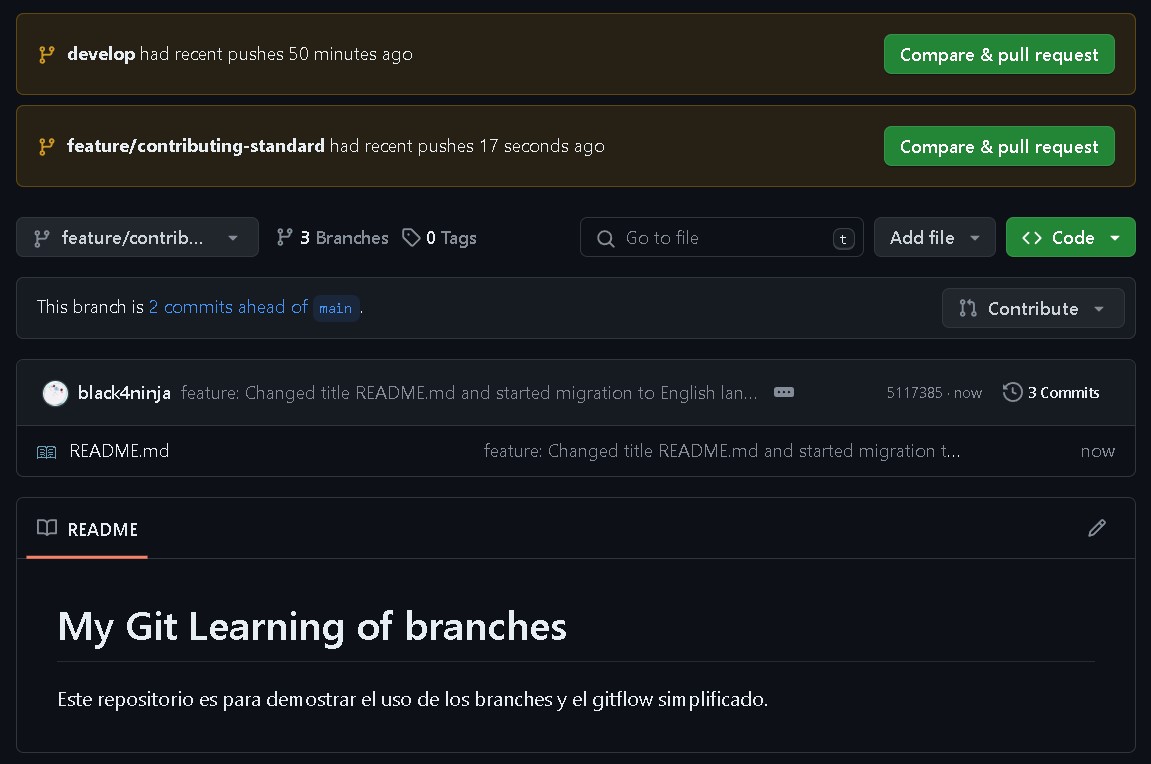 develop had recent pushes 50 minutes ago
Compare & pull request
feature/contributing-standard had recent pushes 17 seconds ago
Compare & pull request
feature/contrib...
3 Branches
0 Tags
Go to file
t
Add file
Code
This branch is 2 commits ahead of main.
Contribute
black4ninja feature: Changed title README.md and started migration to English lan...
5117385 · now
3 Commits
README.md
feature: Changed title README.md and started migration t...
now
README
My Git Learning of branches
Este repositorio es para demostrar el uso de los branches y el gitflow simplificado.